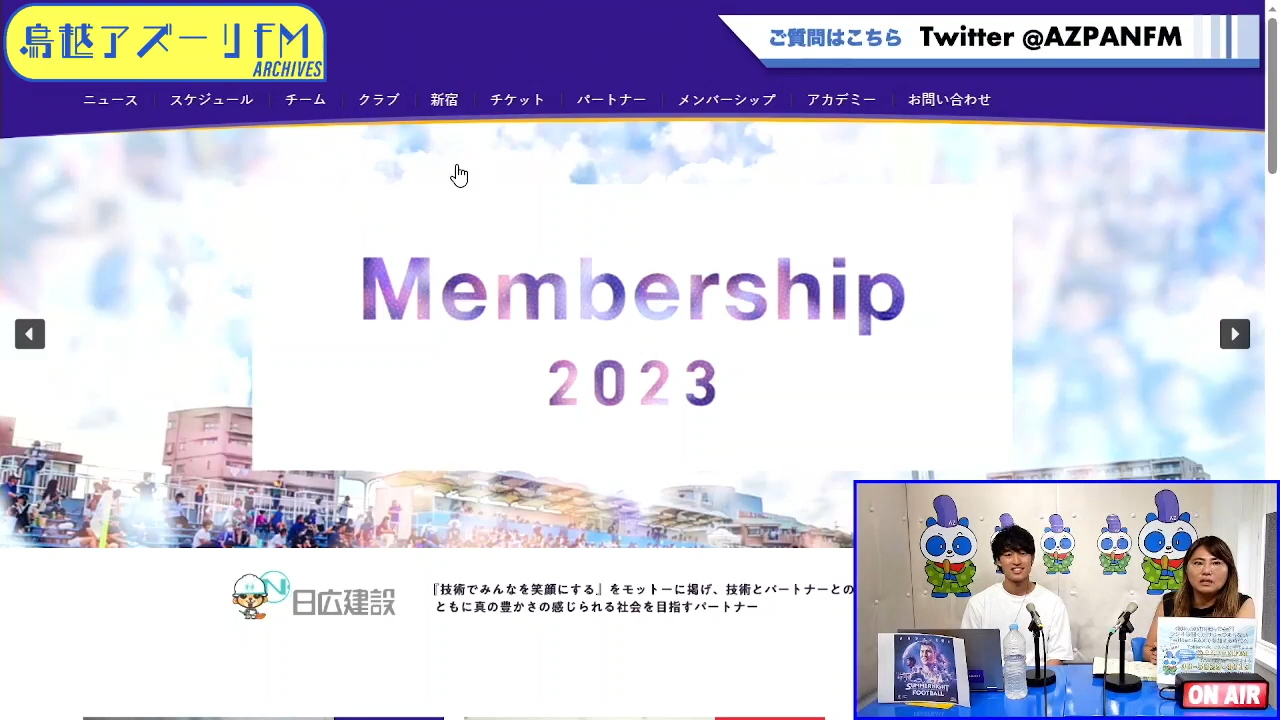 鳥越アズーリFM
ARCHIVES
ご質問はこちら Twitter @AZPANFM
ニュース スケジュール チーム クラブ 新宿 チケット パートナー メンバーシップ アカデミー お問い合わせ
Membership
2023
日広建設
『技術でみんなを笑顔にする』をモットーに掲げ、技術とパートナーとの
ともに真の豊かさの感じられる社会を目指すパートナー
SUMMERNIGHT
FOOTBALL
ON AIR